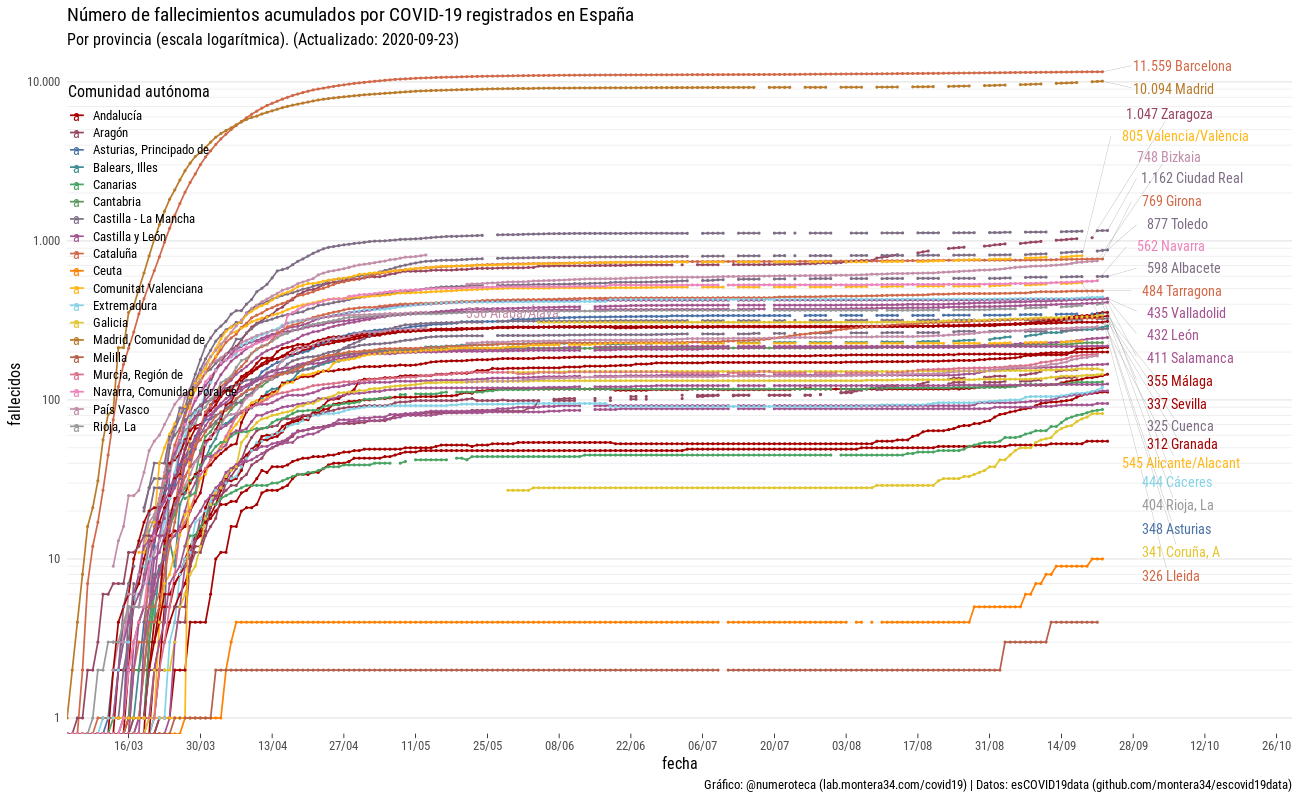 Número de fallecimientos acumulados por COVID-19 registrados en España
Por provincia (escala logarítmica). (Actualizado: 2020-09-23)
fallecidos
10.000
1.000
100
10
1
Comunidad autónoma
Andalucía
Aragón
Asturias, Principado de
Balears, Illes
Canarias
Cantabria
Castilla - La Mancha
Castilla y León
Cataluña
Ceuta
Comunitat Valenciana
Extremadura
Galicia
Madrid, Comunidad de
Melilla
Murcia, Región de
Navarra, Comunidad Foral de
País Vasco
Rioja, La
11.559 Barcelona
10.094 Madrid
1.047 Zaragoza
805 Valencia/València
748 Bizkaia
1.162 Ciudad Real
769 Girona
877 Toledo
562 Navarra
598 Albacete
484 Tarragona
435 Valladolid
432 León
411 Salamanca
355 Málaga
337 Sevilla
325 Cuenca
312 Granada
545 Alicante/Alacant
444 Cáceres
404 Rioja, La
348 Asturias
341 Coruña, A
326 Lleida
16/03
30/03
13/04
27/04
11/05
25/05
08/06
22/06
06/07
20/07
03/08
17/08
31/08
14/09
28/09
12/10
26/10
fecha
Gráfico: @numeroteca (lab.montera34.com/covid19) | Datos: esCOVID19data (github.com/montera34/escovid19data)